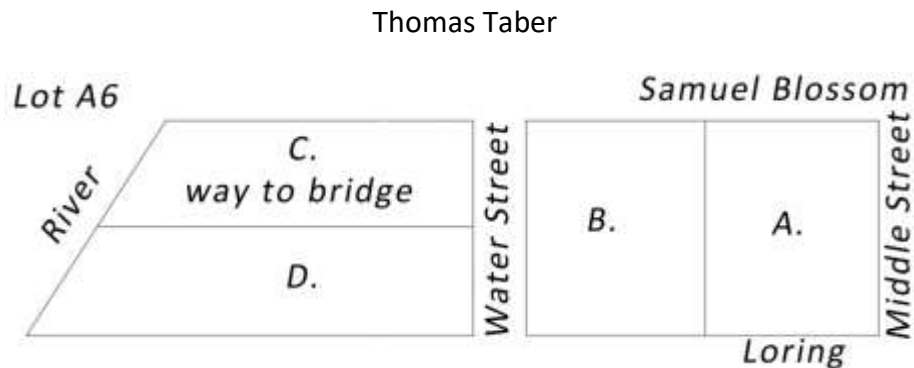 Thomas Taber
Lot A6
Samuel Blossom
River
C.
way to bridge
D.
Water Street
B.
A.
Middle Street
Loring